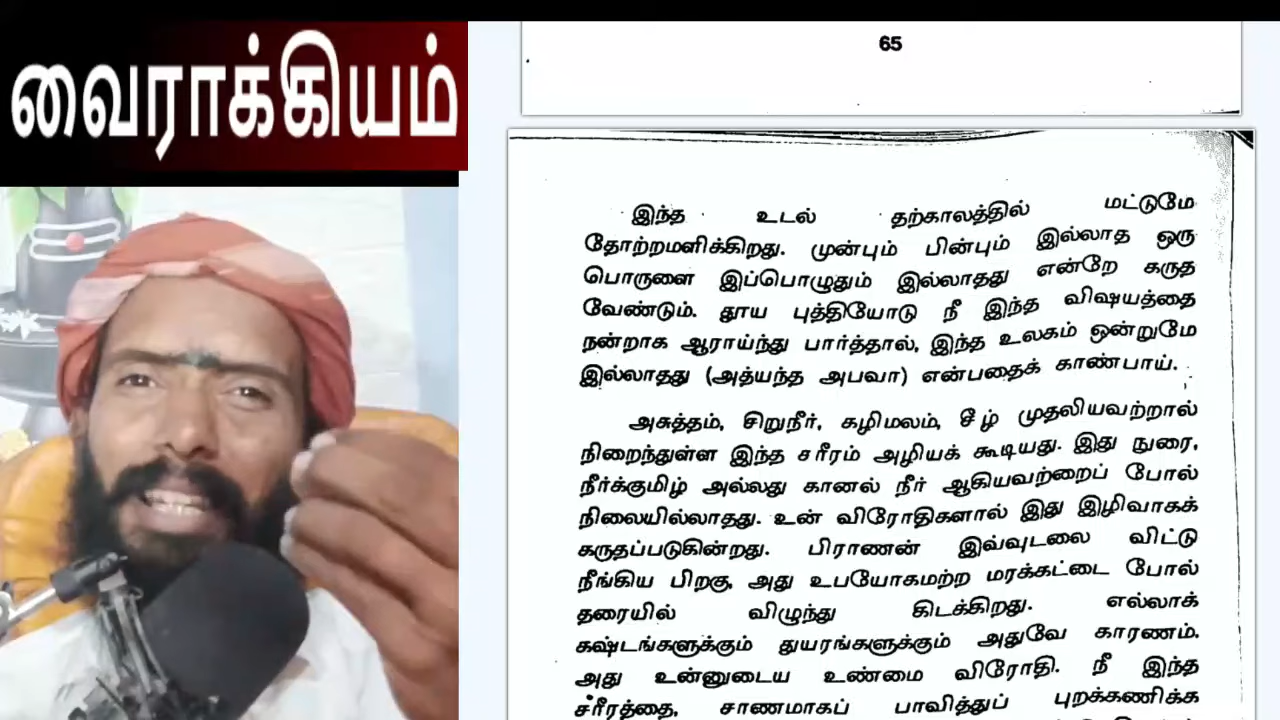 வைராக்கியம்
65
இந்த உடல் தற்காலத்தில் மட்டுமே
தோற்றமளிக்கிறது. முன்பும் பின்பும் இல்லாத ஒரு
பொருளை இப்பொழுதும் இல்லாதது என்றே கருத
வேண்டும். தூய புத்தியோடு நீ இந்த விஷயத்தை
நன்றாக ஆராய்ந்து பார்த்தால், இந்த உலகம் ஒன்றுமே
இல்லாதது (அத்யந்த அபவா) என்பதைக் காண்பாய்.
அசுத்தம், சிறுநீர், கழிமலம், சீழ் முதலியவற்றால்
நிறைந்துள்ள இந்த சரீரம் அழியக் கூடியது. இது நுரை,
நீர்க்குமிழ் அல்லது கானல் நீர் ஆகியவற்றைப் போல்
நிலையில்லாதது. உன் விரோதிகளால் இது இழிவாகக்
கருதப்படுகின்றது. பிராணன் இவ்வுடலை விட்டு
நீங்கிய பிறகு, அது உபயோகமற்ற மரக்கட்டை போல்
தரையில் விழுந்து கிடக்கிறது. எல்லாக்
கஷ்டங்களுக்கும் துயரங்களுக்கும் அதுவே காரணம்.
அது உன்னுடைய உண்மை விரோதி. நீ இந்த
சரீரத்தை, சாணமாகப் பாவித்துப் புறக்கணிக்க